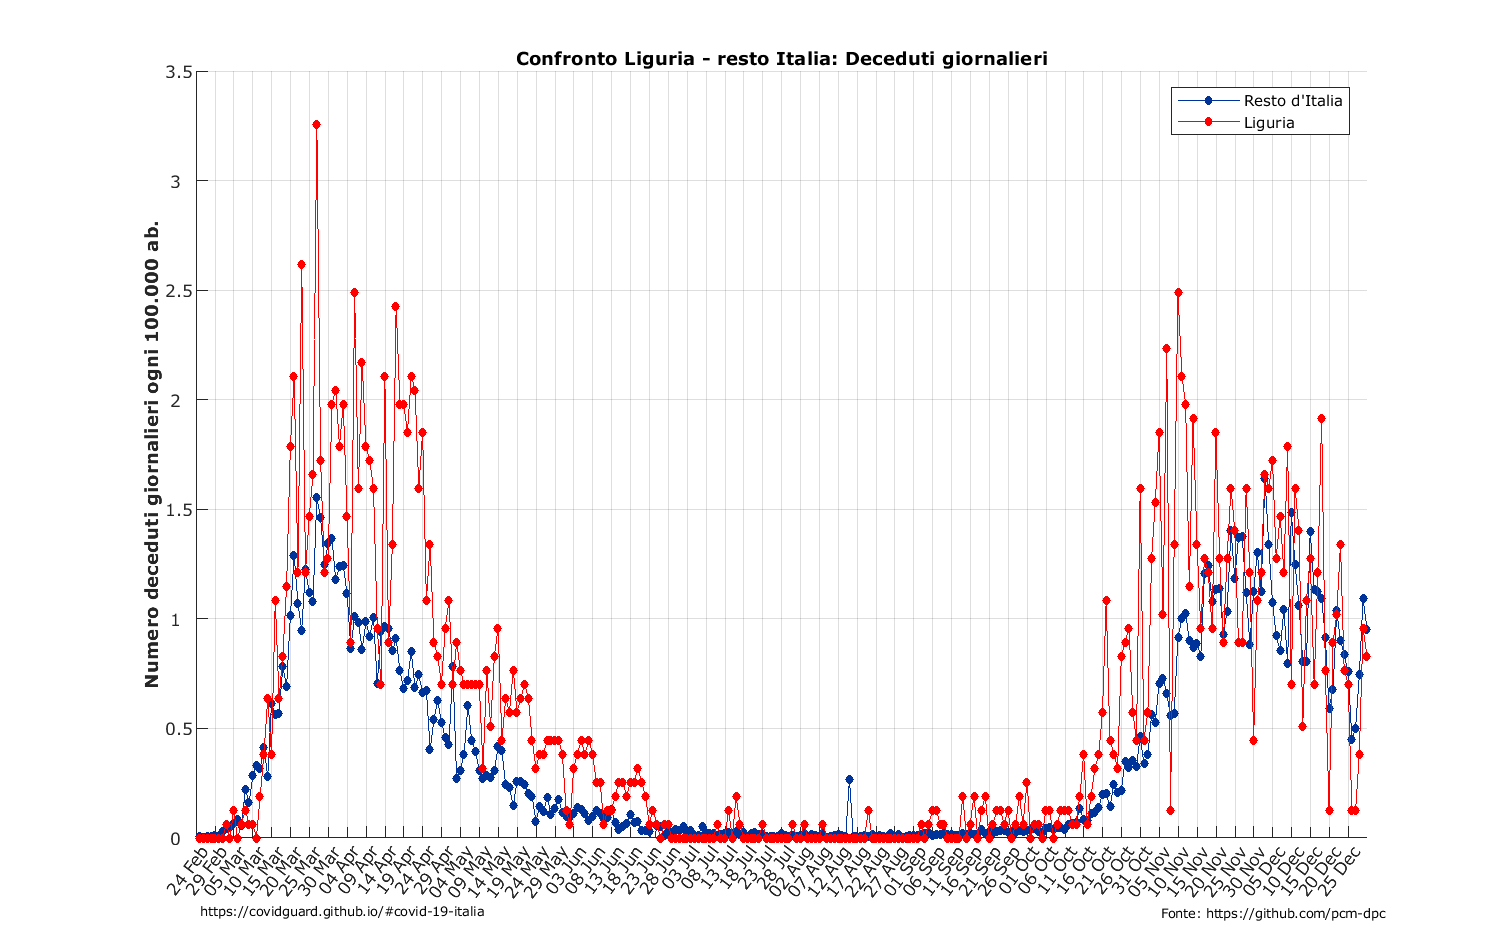 Confronto Liguria - resto Italia: Deceduti giornalieri
Numero deceduti giornalieri ogni 100.000 ab.
3.5
3
2.5
2
1.5
1
0.5
0
Resto d'Italia
Liguria
24 Feb
29 Feb
05 Mar
10 Mar
15 Mar
20 Mar
25 Mar
30 Mar
04 Apr
09 Apr
14 Apr
19 Apr
24 Apr
29 Apr
04 May
09 May
14 May
19 May
24 May
29 May
03 Jun
08 Jun
13 Jun
18 Jun
23 Jun
28 Jun
03 Jul
08 Jul
13 Jul
18 Jul
23 Jul
28 Jul
02 Aug
07 Aug
12 Aug
17 Aug
22 Aug
27 Aug
01 Sep
06 Sep
11 Sep
16 Sep
21 Sep
26 Sep
01 Oct
06 Oct
11 Oct
16 Oct
21 Oct
26 Oct
31 Oct
05 Nov
10 Nov
15 Nov
20 Nov
25 Nov
30 Nov
05 Dec
10 Dec
15 Dec
20 Dec
25 Dec
https://covidguard.github.io/#covid-19-italia
Fonte: https://github.com/pcm-dpc